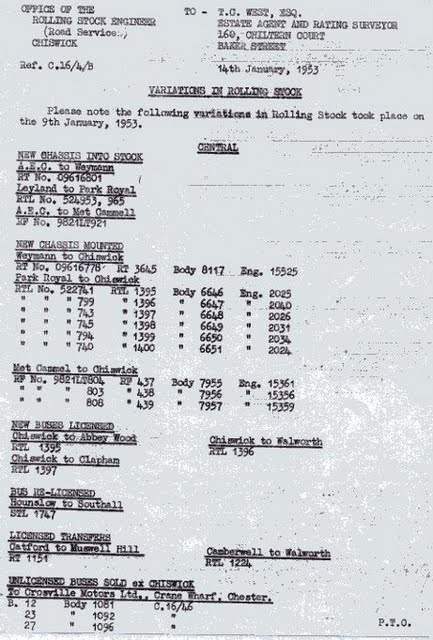 OFFICE OF THE
ROLLING STOCK ENGINEER
(Road Services)
CHISWICK
TO - T.C. WEST, ESQ.
ESTATE AGENT AND RATING SURVEYOR
160, CHILTERN COURT
BAKER STREET
Ref. C.16/4/B
14th January, 1953
VARIATIONS IN ROLLING STOCK
Please note the following variations in Rolling Stock took place on
the 9th January, 1953.
CENTRAL
NEW CHASSIS INTO STOCK
A.E.C. to Weymann
RT No. 09616801
Leyland to Park Royal
RTL No. 524953, 965
A.E.C. to Met Cammell
RF No. 9821LT921
NEW CHASSIS MOUNTED
Weymann to Chiswick
RT No. 09616778 RT 3645 Body 8117 Eng. 15525
Park Royal to Chiswick
RTL No. 522741 RTL 1395 Body 6646 Eng. 2025
" " " 799 " 1396 " 6647 " 2040
" " " 743 " 1397 " 6648 " 2026
" " " 745 " 1398 " 6649 " 2031
" " " 794 " 1399 " 6650 " 2034
" " " 740 " 1400 " 6651 " 2024
Met Cammel to Chiswick
RF No. 9821LT804 RF 437 Body 7955 Eng. 15361
" " " 803 " 438 " 7956 " 15356
" " " 808 " 439 " 7957 " 15359
NEW BUSES LICENSED
Chiswick to Abbey Wood
RTL 1395
Chiswick to Clapham
RTL 1397
Chiswick to Walworth
RTL 1396
BUS RE-LICENSED
Hounslow to Southall
STL 1747
LICENSED TRANSFERS
Catford to Muswell Hill
RT 1151
Camberwell to Walworth
RTL 1224
UNLICENSED BUSES SOLD ex CHISWICK
To Crosville Motors Ltd., Crane Wharf, Chester.
B. 12 Body 1081 C.16/46
23 " 1092 "
27 " 1096 "
P.T.O.